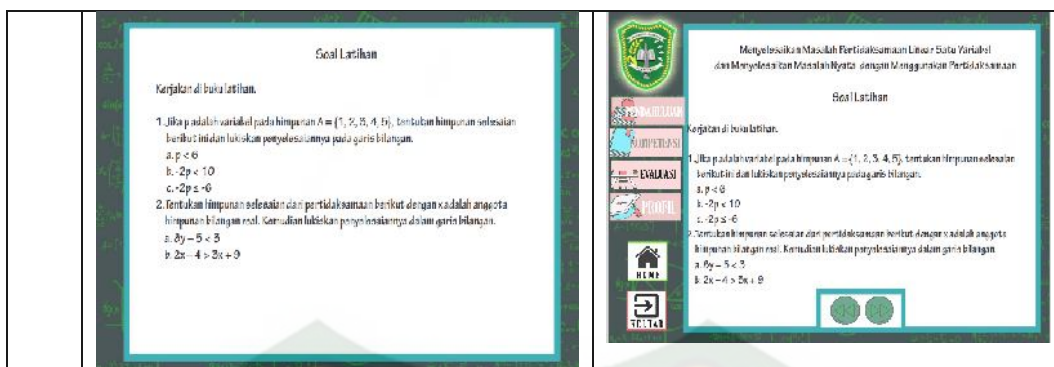 Soal Latihan
Kerjakan di buku latihan.
1. Jika p adalah variabel pada himpunan A = {1, 2, 3, 4, 5}, tentukan himpunan selesaian
berikut ini dan lukiskan penyelesaiannya pada garis bilangan.
a. p < 6
b. -2p < 10
c. -2p ≤ -6
2. Tentukan himpunan selesaian dari pertidaksamaan berikut dengan x adalah anggota
himpunan bilangan real. Kemudian lukiskan penyelesaiannya dalam garis bilangan.
a. 8y – 5 < 3
b. 2x – 4 > 3x + 9
Menyelesaikan Masalah Pertidaksamaan Linear Satu Variabel
dan Menyelesaikan Masalah Nyata dengan Menggunakan Pertidaksamaan
Soal Latihan
PENDAHULUAN
KOMPETENSI
EVALUASI
PROFIL
HOME
KELUAR
Kerjakan di buku latihan.
1. Jika p adalah variabel pada himpunan A = {1, 2, 3, 4, 5}, tentukan himpunan selesaian
berikut ini dan lukiskan penyelesaiannya pada garis bilangan.
a. p < 6
b. -2p < 10
c. -2p ≤ -6
2. Tentukan himpunan selesaian dari pertidaksamaan berikut dengan x adalah anggota
himpunan bilangan real. Kemudian lukiskan penyelesaiannya dalam garis bilangan
a. 8y – 5 < 3
b. 2x – 4 > 3x + 9